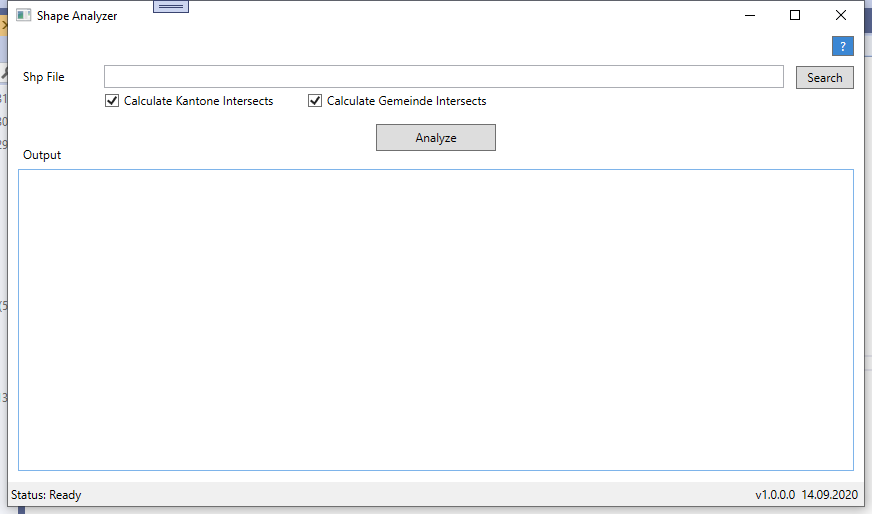 Shape Analyzer
?
Shp File
Search
Calculate Kantone Intersects
Calculate Gemeinde Intersects
Analyze
Output
Status: Ready
v1.0.0.0 14.09.2020